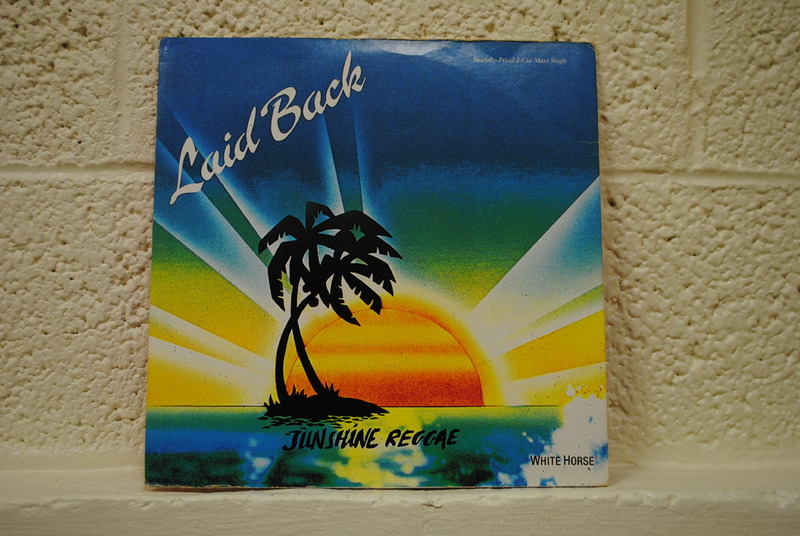 Specially-Priced 2-Cut Maxi Single
Laid Back
SUNSHINE REGGAE
WHITE HORSE